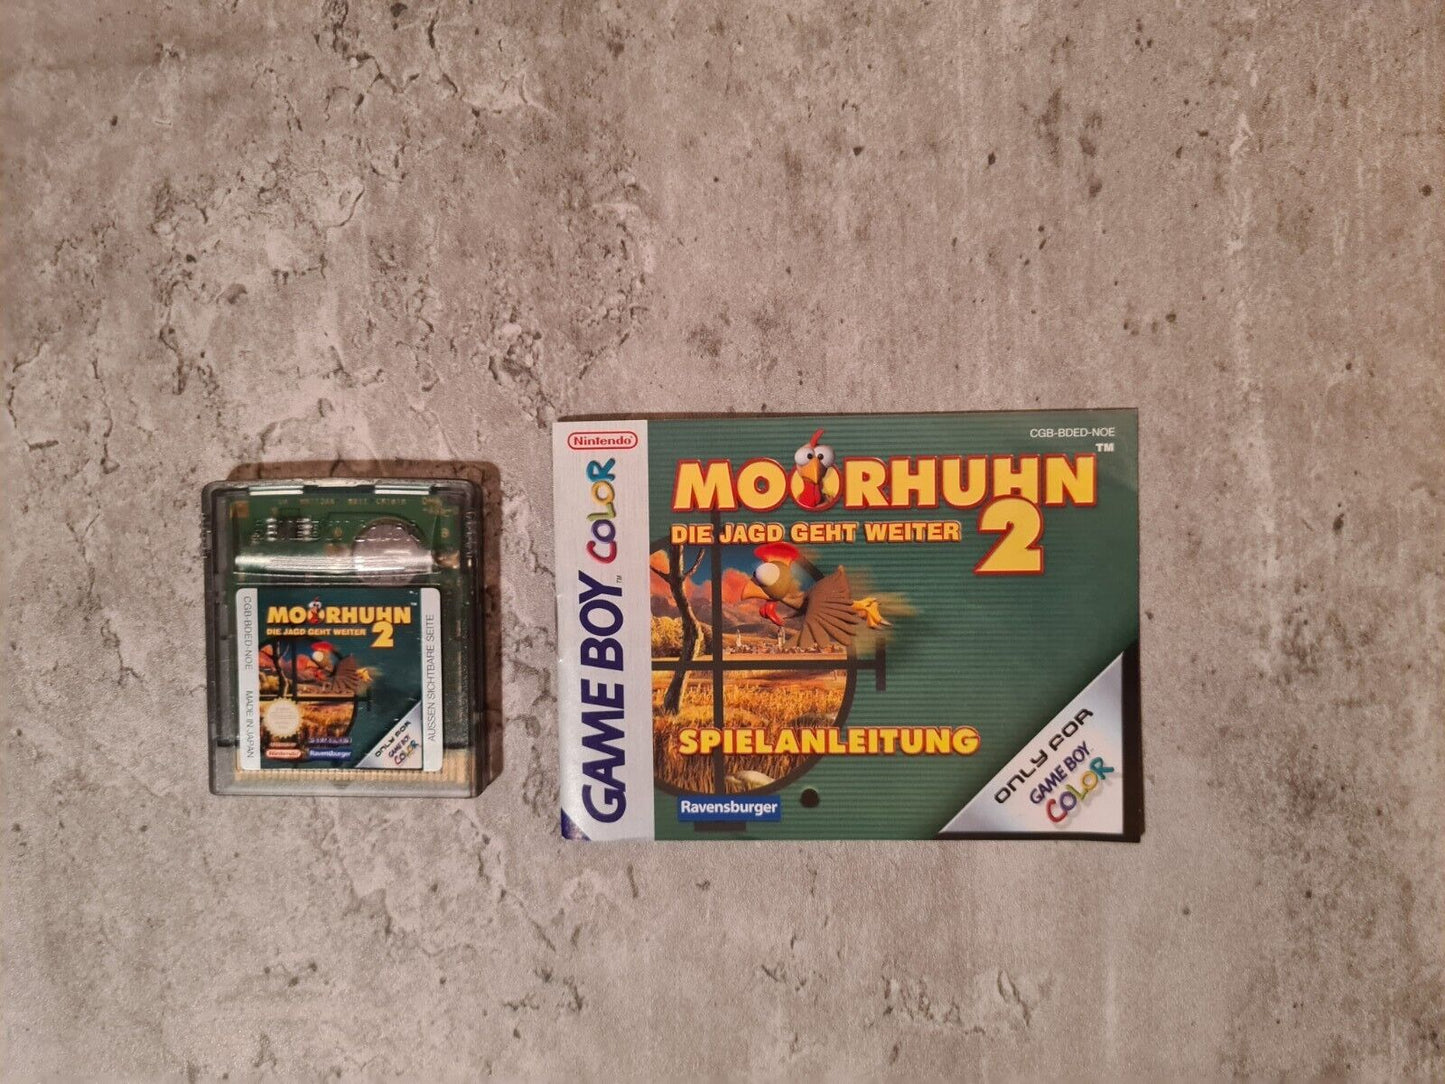 CGB-BDED-NOE
MADE IN JAPAN
MOORHUHN
DIE JAGD GEHT WEITER
2
Nintendo
Ravensburger
ONLY FOR
GAME BOY
COLOR
AUSSEN SICHTBARE SEITE
Nintendo
GAME BOY COLOR
TM
CGB-BDED-NOE
MOORHUHN TM
DIE JAGD GEHT WEITER
2
SPIELANLEITUNG
Ravensburger
ONLY FOR
GAME BOY
COLOR